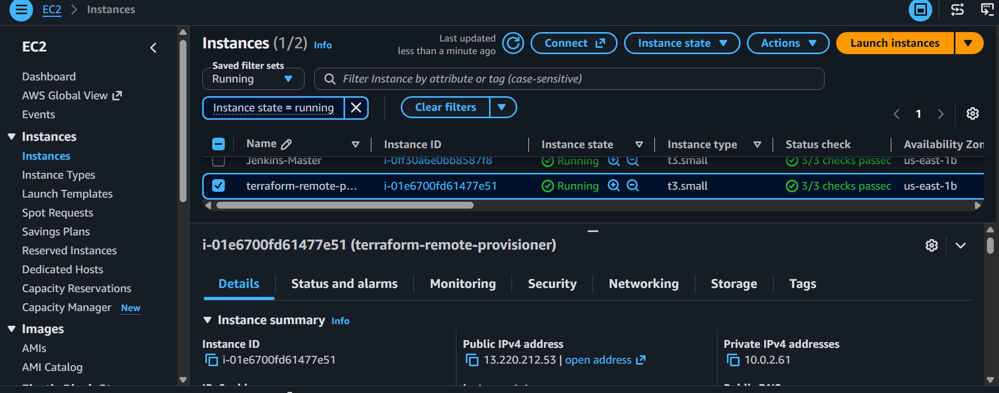 EC2 > Instances
EC2
Dashboard
AWS Global View
Events
Instances
Instances
Instance Types
Launch Templates
Spot Requests
Savings Plans
Reserved Instances
Dedicated Hosts
Capacity Reservations
Capacity Manager New
Images
AMIs
AMI Catalog
Instances (1/2) Info
Last updated
less than a minute ago
Connect
Instance state
Actions
Launch instances
Saved filter sets
Running
Filter Instance by attribute or tag (case-sensitive)
Instance state = running
Clear filters
1
Name Instance ID Instance state Instance type Status check Availability Zon
Jenkins-Master i-0ff30a6e0bb8587f8 Running t3.small 3/3 checks passed us-east-1b
terraform-remote-p... i-01e6700fd61477e51 Running t3.small 3/3 checks passed us-east-1b
i-01e6700fd61477e51 (terraform-remote-provisioner)
Details Status and alarms Monitoring Security Networking Storage Tags
Instance summary Info
Instance ID
i-01e6700fd61477e51
Public IPv4 address
13.220.212.53 | open address
Private IPv4 addresses
10.0.2.61